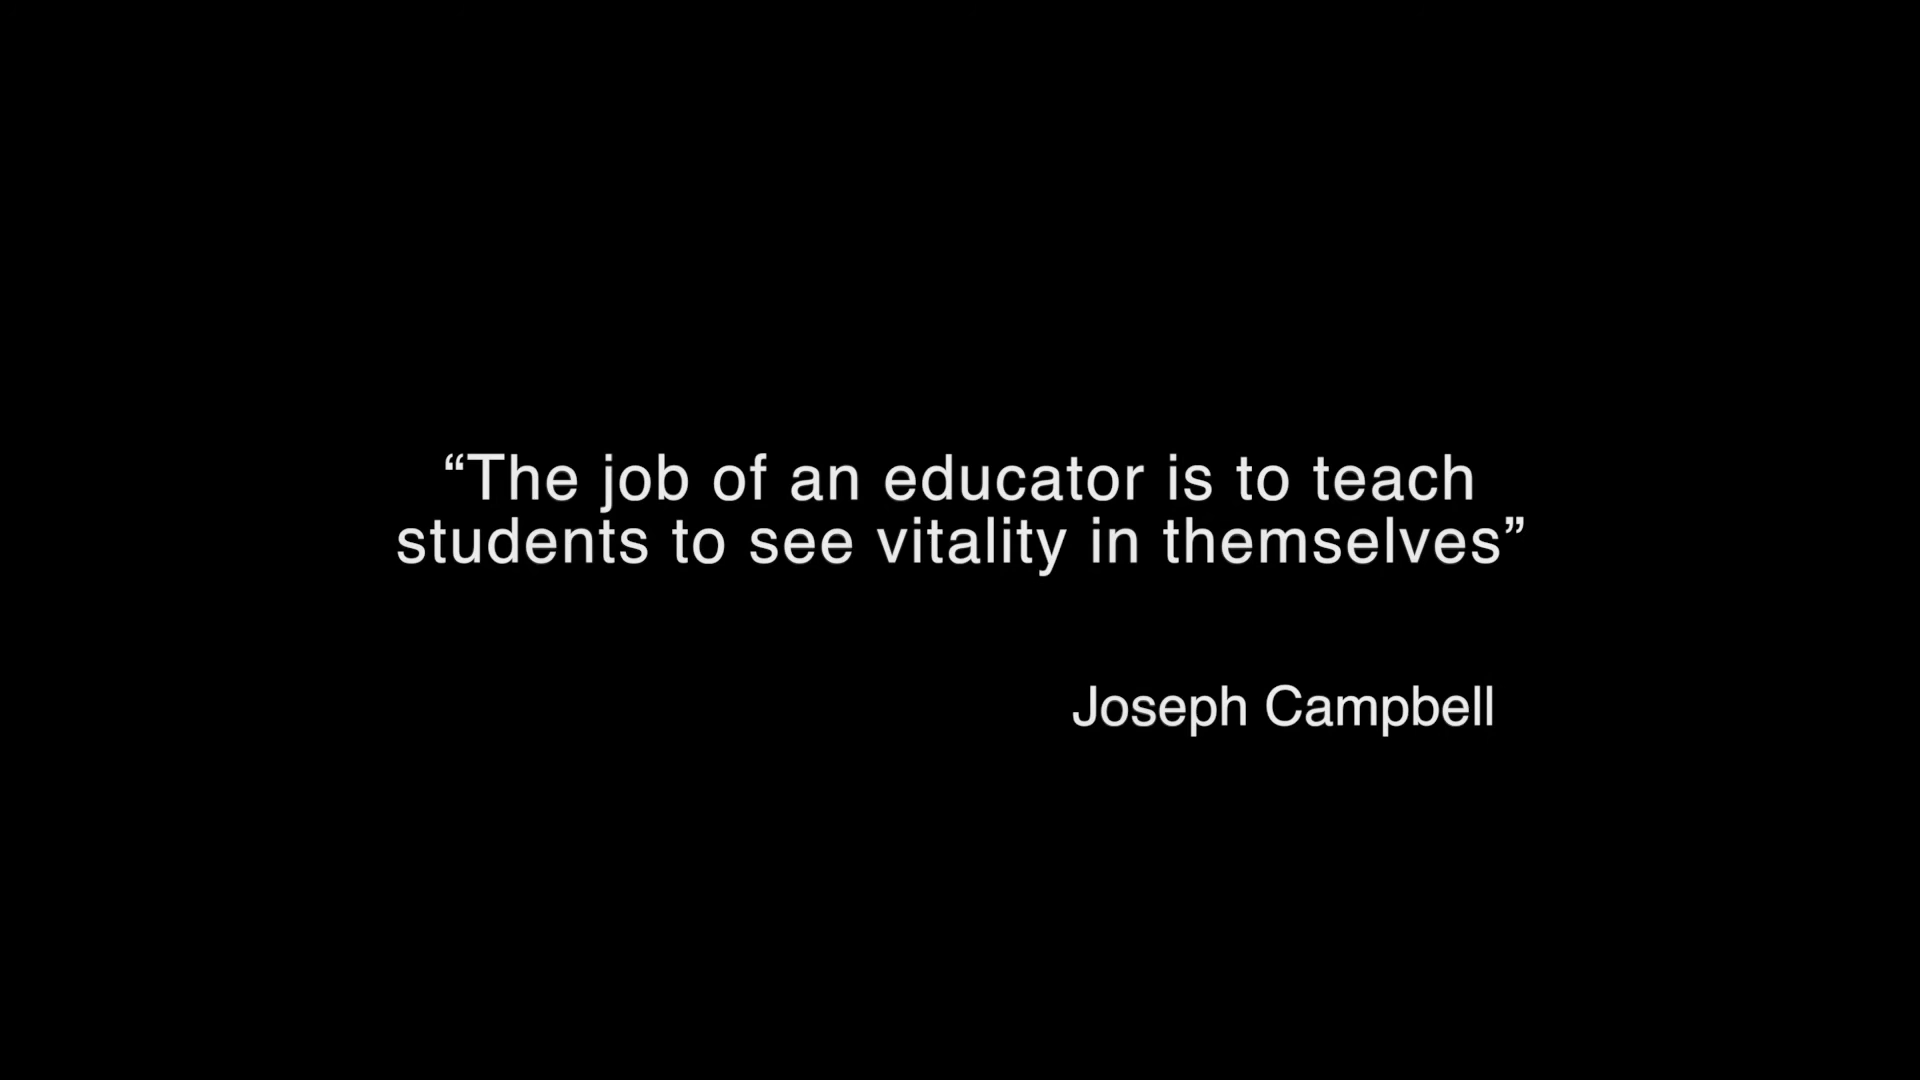 “The job of an educator is to teach
students to see vitality in themselves”
Joseph Campbell